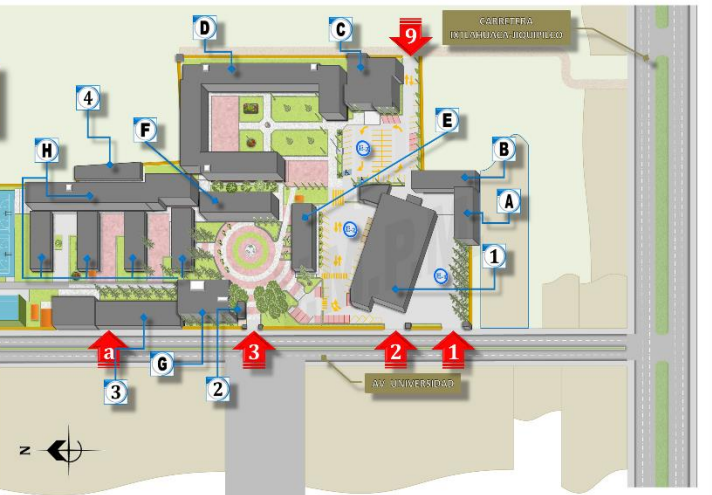 CARRETERA
IXTLAHUACA-JIQUIPILCO
9
D
C
4
F
E
H
B
A
1
a
3
2
1
3
G
2
AV. UNIVERSIDAD
N